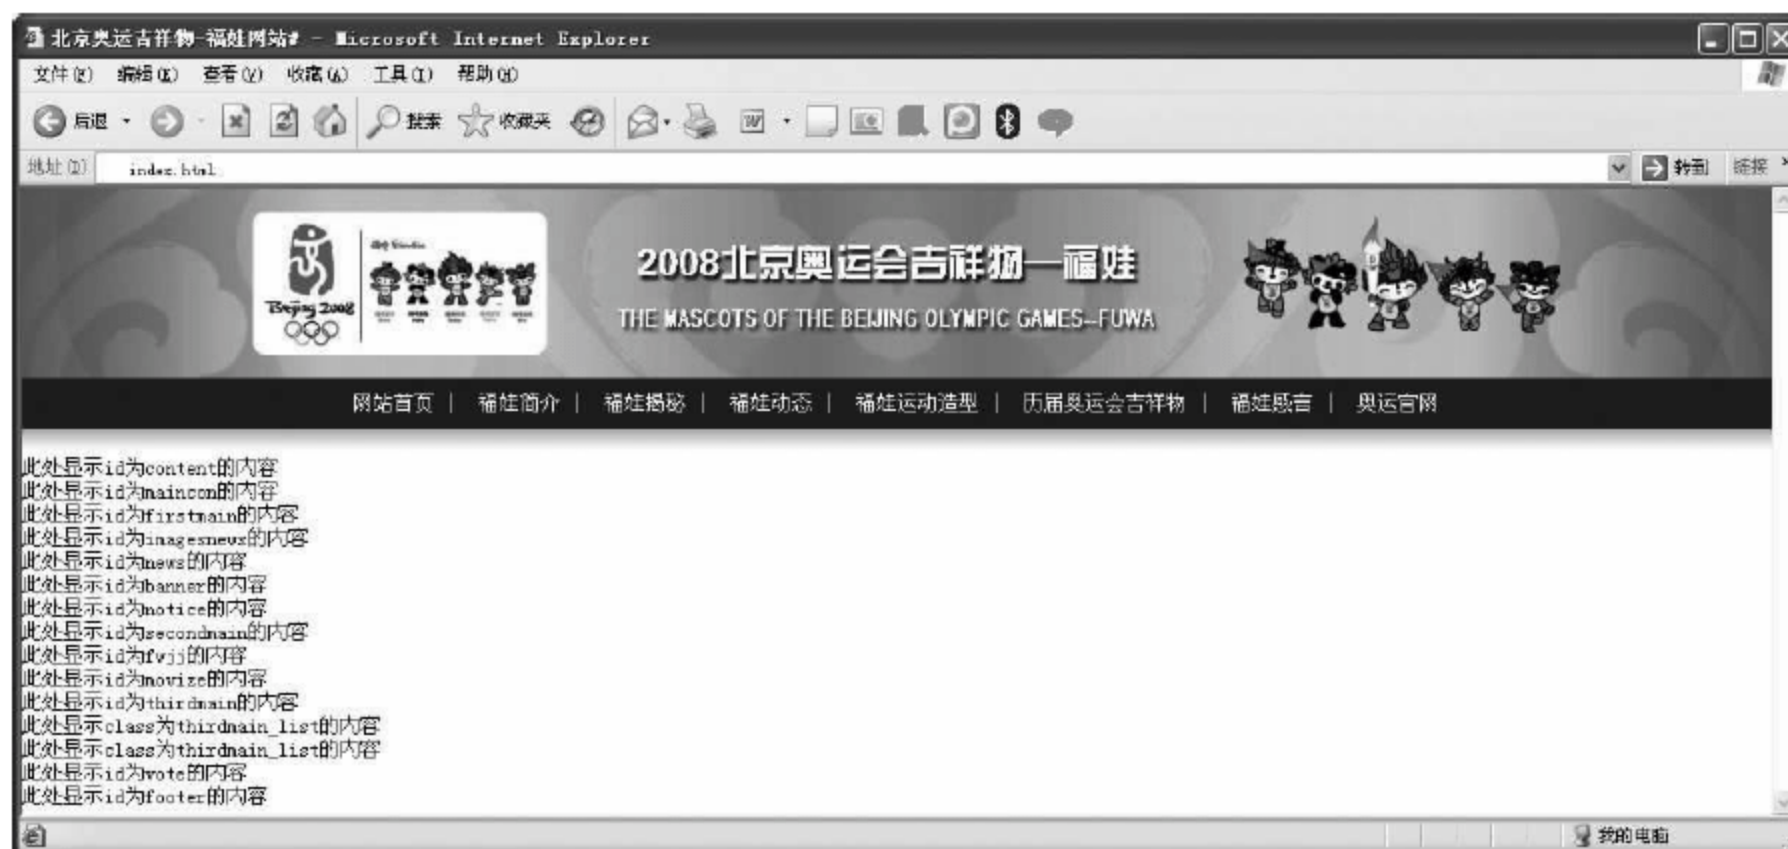 北京奥运吉祥物-福娃网站# - Microsoft Internet Explorer
文件(F) 编辑(E) 查看(V) 收藏(A) 工具(T) 帮助(H)
后退 搜索 收藏夹
地址(D) index.html 转到 链接 »
Beijing 2008
2008北京奥运会吉祥物—福娃
THE MASCOTS OF THE BEIJING OLYMPIC GAMES--FUWA
网站首页 | 福娃简介 | 福娃揭秘 | 福娃动态 | 福娃运动造型 | 历届奥运会吉祥物 | 福娃感言 | 奥运官网
此处显示id为content的内容
此处显示id为maincon的内容
此处显示id为firstmain的内容
此处显示id为imagesnews的内容
此处显示id为news的内容
此处显示id为banner的内容
此处显示id为notice的内容
此处显示id为secondmain的内容
此处显示id为fwjj的内容
此处显示id为movize的内容
此处显示id为thirdmain的内容
此处显示class为thirdmain_list的内容
此处显示class为thirdmain_list的内容
此处显示id为vote的内容
此处显示id为footer的内容
我的电脑